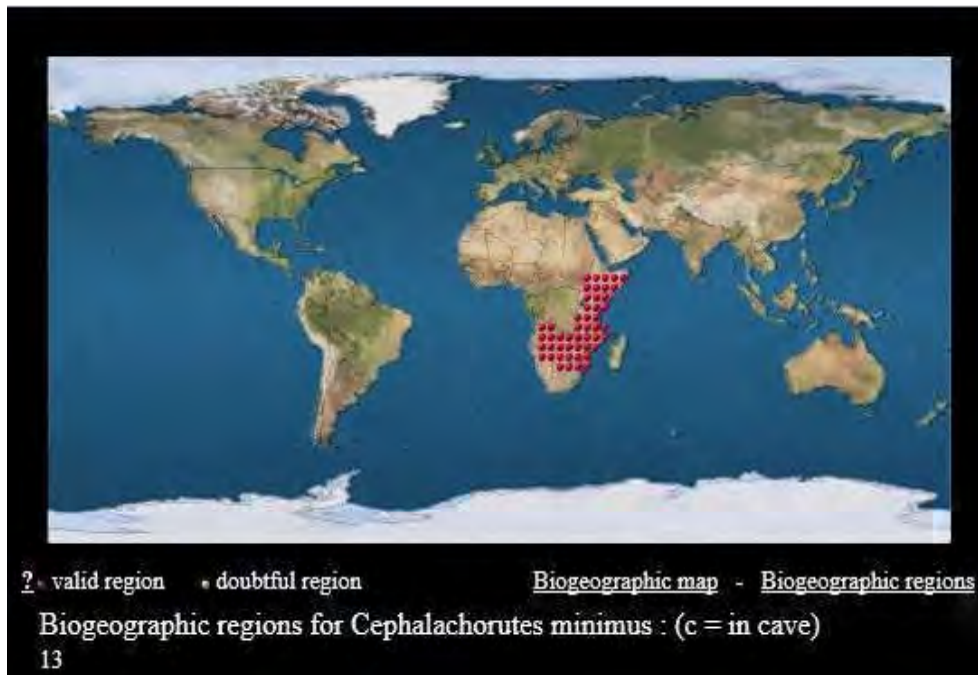 ? valid region doubtful region Biogeographic map - Biogeographic regions
Biogeographic regions for Cephalachorutes minimus : (c = in cave)
13